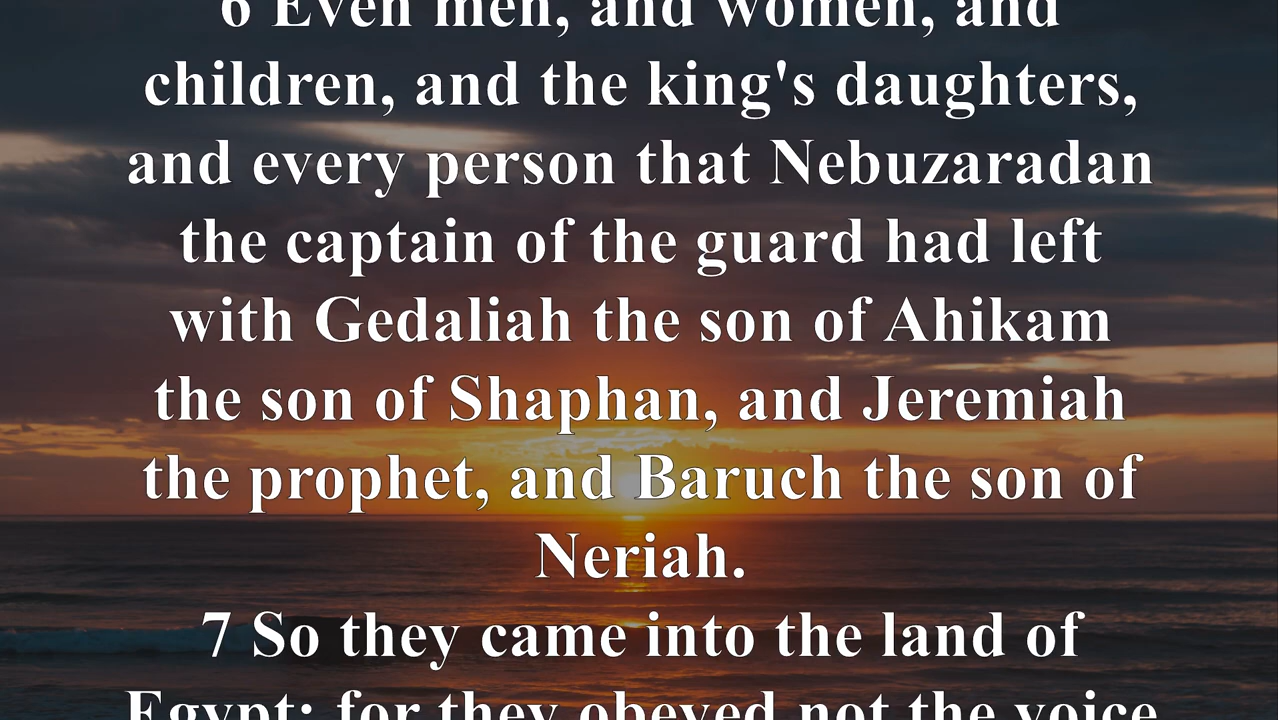 6 Even men, and women, and
children, and the king's daughters,
and every person that Nebuzaradan
the captain of the guard had left
with Gedaliah the son of Ahikam
the son of Shaphan, and Jeremiah
the prophet, and Baruch the son of
Neriah.
7 So they came into the land of
Egypt: for they obeyed not the voice